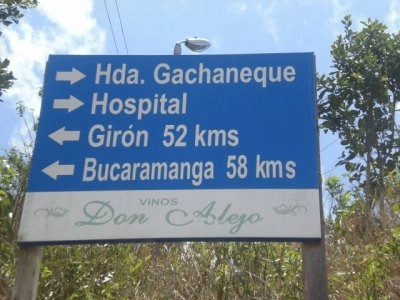 Hda. Gachaneque
Hospital
Girón 52 kms
Bucaramanga 58 kms
VINOS
Don Alejo